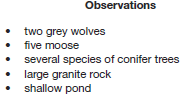 Observations
• two grey wolves
• five moose
• several species of conifer trees
• large granite rock
• shallow pond